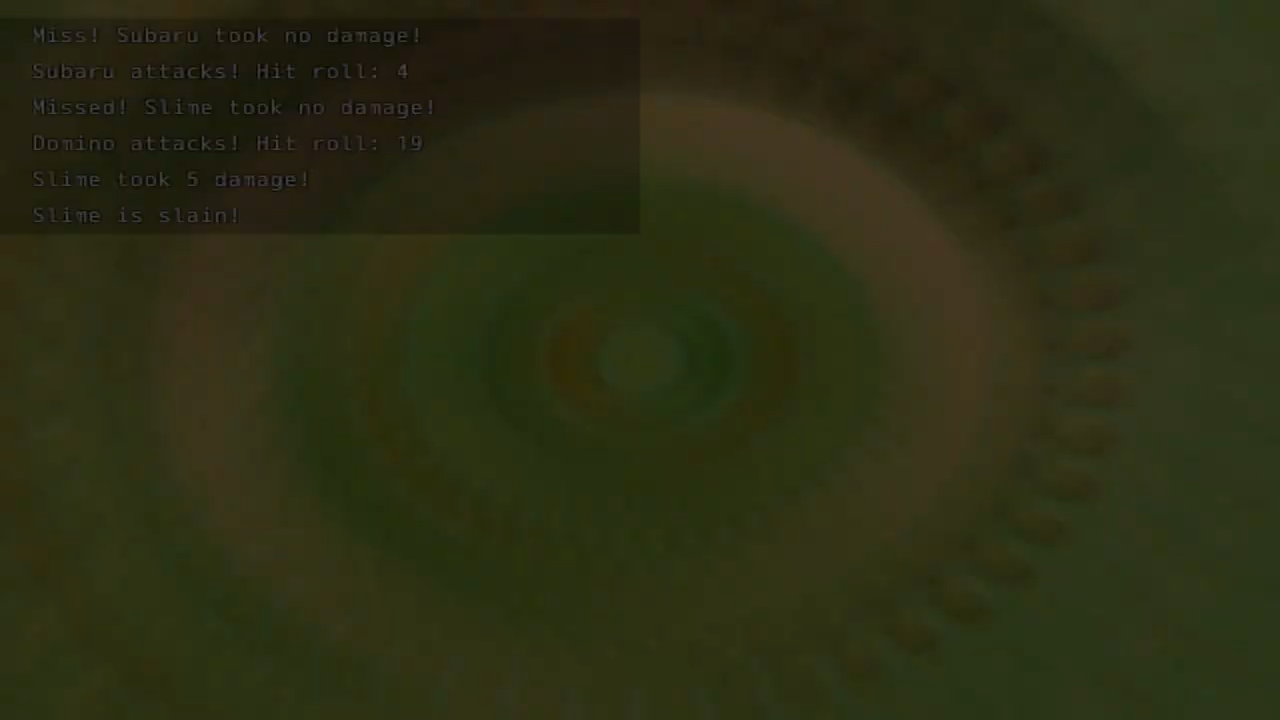 Miss! Subaru took no damage!
Subaru attacks! Hit roll: 4
Missed! Slime took no damage!
Domino attacks! Hit roll: 19
Slime took 5 damage!
Slime is slain!